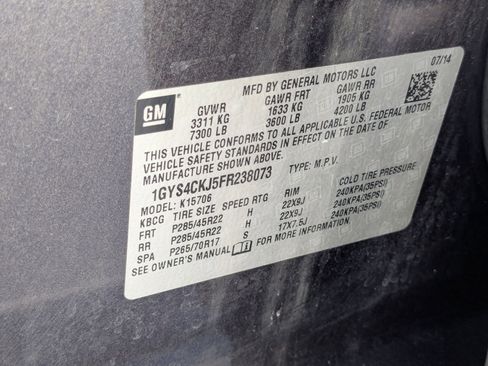 GM
MFD BY GENERAL MOTORS LLC
07/14
GVWR GAWR FRT GAWR RR
3311 KG 1633 KG 1905 KG
7300 LB 3600 LB 4200 LB
THIS VEHICLE CONFORMS TO ALL APPLICABLE U.S. FEDERAL MOTOR
VEHICLE SAFETY STANDARDS IN EFFECT ON THE DATE OF
MANUFACTURE SHOWN ABOVE.
1GYS4CKJ5FR238073 TYPE: M.P.V.
MODEL: K15706
KBCG TIRE SIZE SPEED RTG RIM COLD TIRE PRESSURE
FRT P285/45R22 H 22X9J 240KPA(35PSI)
RR P285/45R22 H 22X9J 240KPA(35PSI)
SPA P265/70R17 S 17X7.5J 240KPA(35PSI)
SEE OWNER'S MANUAL